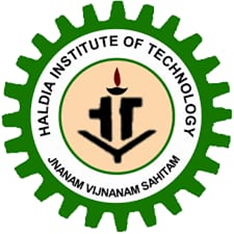 HALDIA INSTITUTE OF TECHNOLOGY
JNANAM VIJNANAM SAHITAM